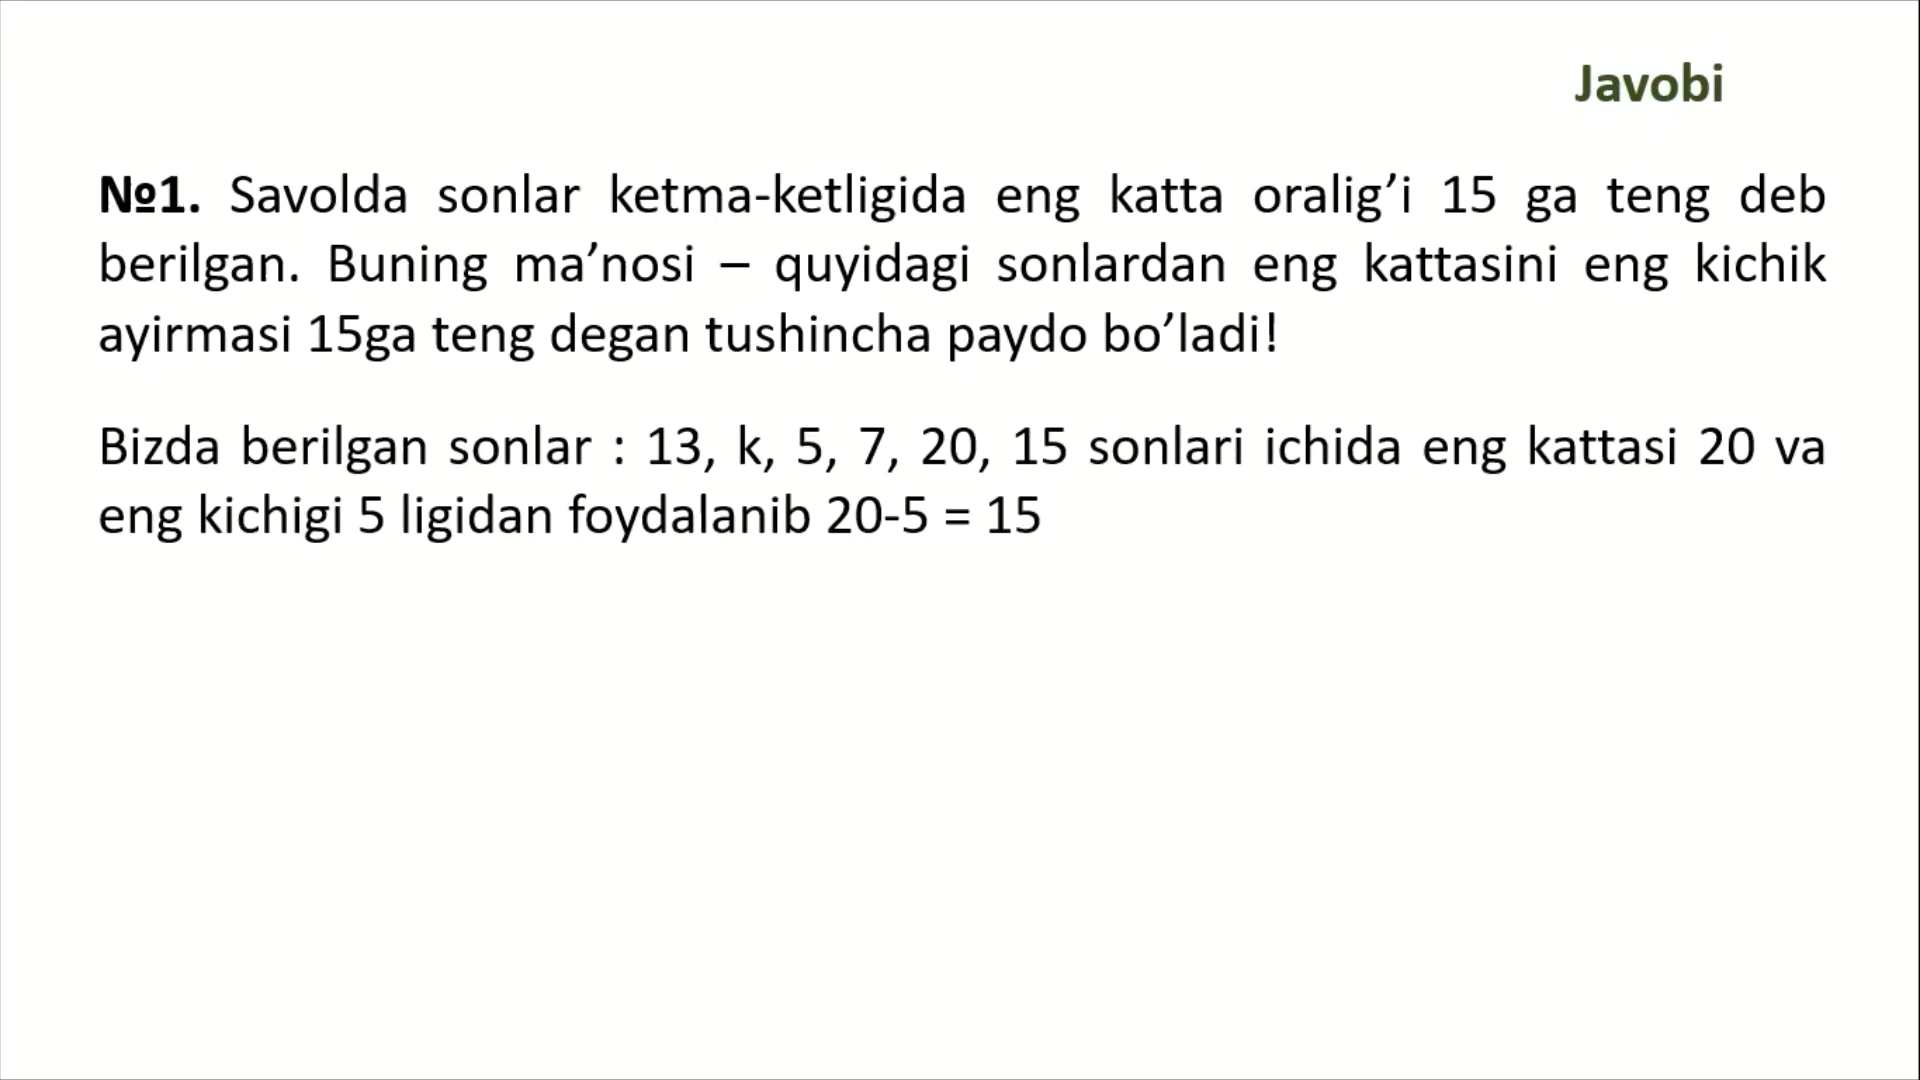 Javobi
№1. Savolda sonlar ketma-ketligida eng katta oralig’i 15 ga teng deb
berilgan. Buning ma’nosi – quyidagi sonlardan eng kattasini eng kichik
ayirmasi 15ga teng degan tushincha paydo bo’ladi!
Bizda berilgan sonlar : 13, k, 5, 7, 20, 15 sonlari ichida eng kattasi 20 va
eng kichigi 5 ligidan foydalanib 20-5 = 15